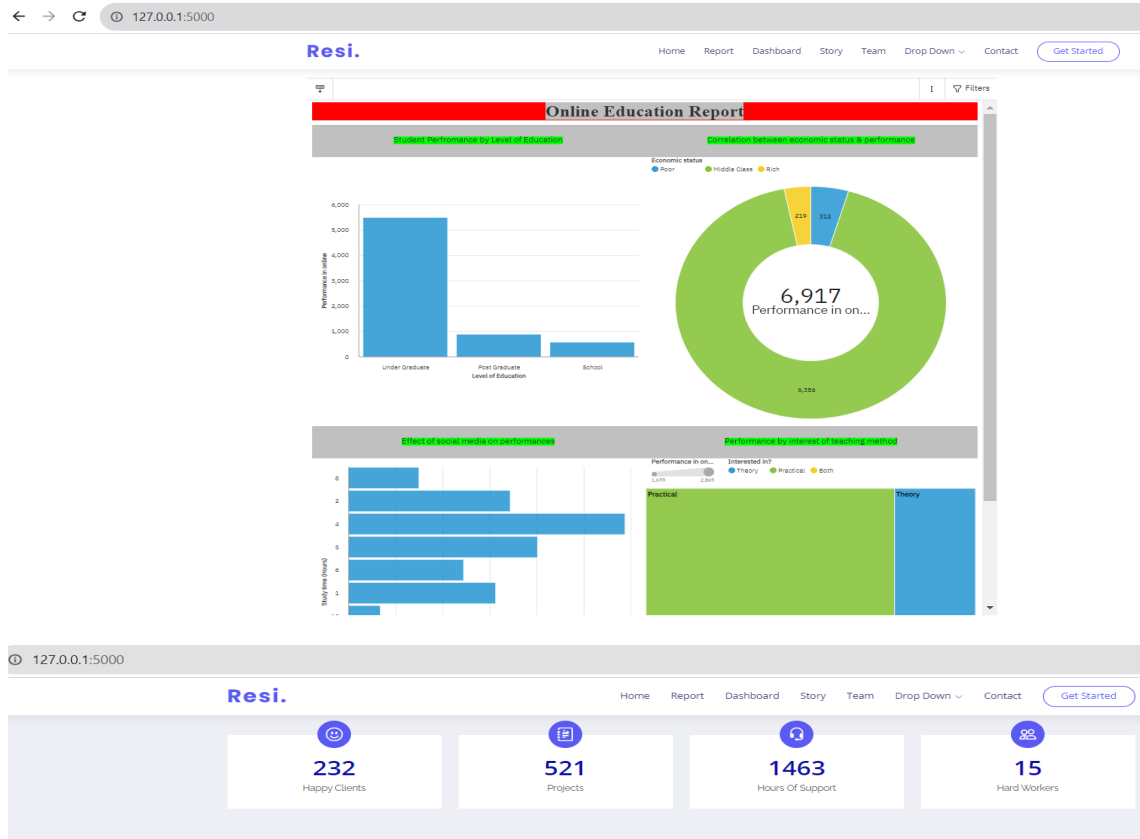 127.0.0.1:5000
Resi.
Home Report Dashboard Story Team Drop Down Contact Get Started
Filters
Online Education Report
Student Perfromance by Level of Education
Correlation between economic status & performance
Economic status
Poor Middle Class Rich
6,000
5,000
4,000
3,000
2,000
1,000
0
Performance in online
Under Graduate Post Graduate School
Level of Education
219 312
6,917
Performance in on...
6,386
Effect of social media on performances
Performance by interest of teaching method
Performance in on... Interested in?
Theory Practical Both
1,499 2,849
8
2
4
5
6
1
Study time (Hours)
Practical Theory
127.0.0.1:5000
Resi.
Home Report Dashboard Story Team Drop Down Contact Get Started
232 521 1463 15
Happy Clients Projects Hours Of Support Hard Workers